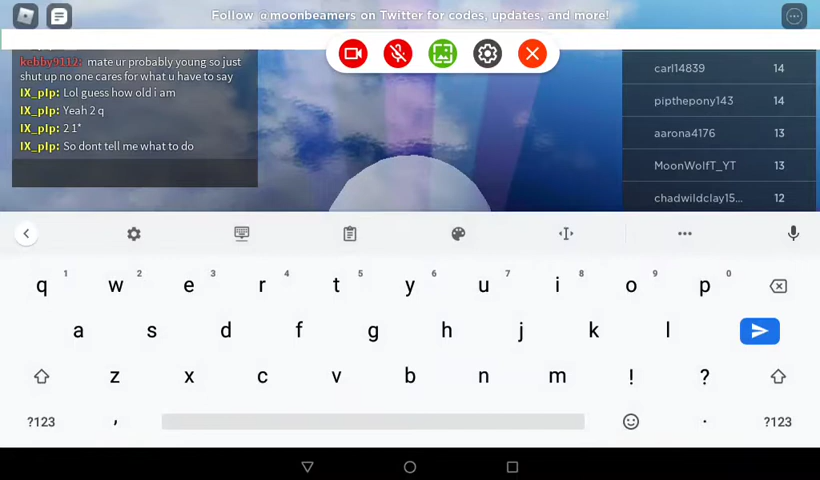 Follow @moonbeamers on Twitter for codes, updates, and more!
kebby9112: mate ur probably young so just
shut up no one cares for what u have to say
IX_plp: Lol guess how old i am
IX_plp: Yeah 2 q
IX_plp: 2 1*
IX_plp: So dont tell me what to do
carl14839 14
pipthepony143 14
aarona4176 13
MoonWolfT_YT 13
chadwildclay15... 12
q 1 w 2 e 3 r 4 t 5 y 6 u 7 i 8 o 9 p 0
a s d f g h j k l
z x c v b n m ! ?
?123 , . ?123